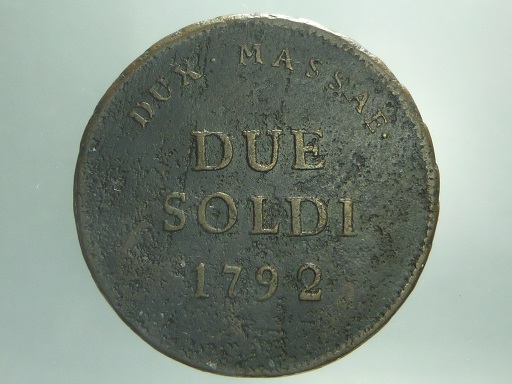 DUX · MASSAE ·
DUE
SOLDI
1792